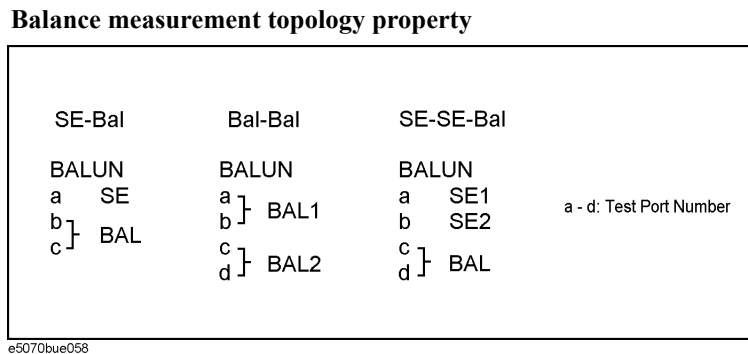 Balance measurement topology property
SE-Bal Bal-Bal SE-SE-Bal
BALUN BALUN BALUN
a SE a BAL1 a SE1
b BAL b b SE2
c c BAL2 c BAL
d d
a - d: Test Port Number
e5070bue058